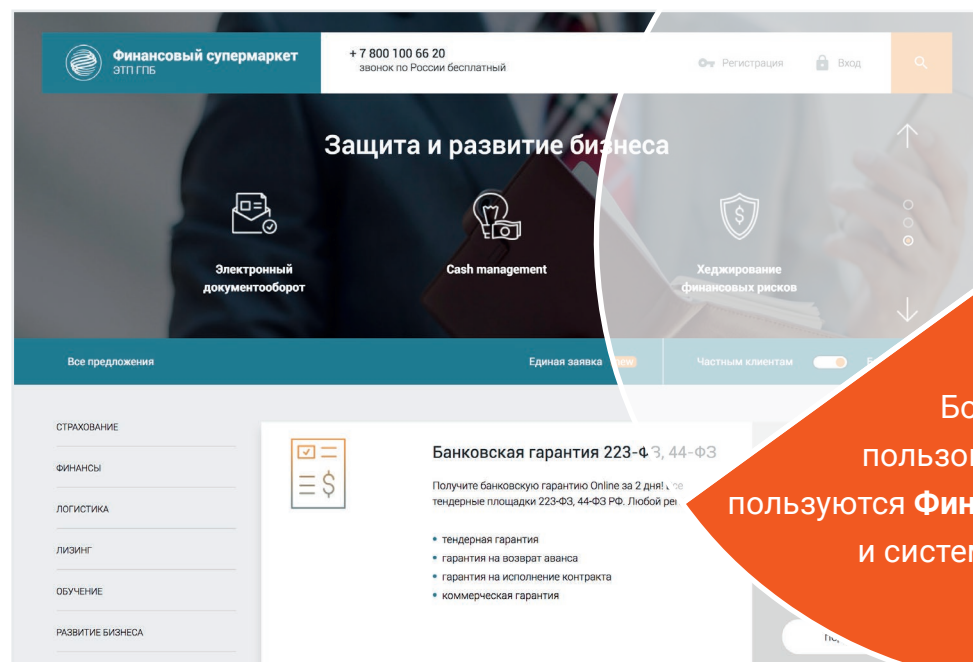 Финансовый супермаркет
ЭТП ГПБ
+ 7 800 100 66 20
звонок по России бесплатный
Регистрация
Вход
Защита и развитие бизнеса
Электронный
документооборот
Cash management
Хеджирование
финансовых рисков
Все предложения
Единая заявка new
Частным клиентам
СТРАХОВАНИЕ
ФИНАНСЫ
ЛОГИСТИКА
ЛИЗИНГ
ОБУЧЕНИЕ
РАЗВИТИЕ БИЗНЕСА
Банковская гарантия 223-ФЗ, 44-ФЗ
Получите банковскую гарантию Online за 2 дня! Все
тендерные площадки 223-ФЗ, 44-ФЗ РФ. Любой
• тендерная гарантия
• гарантия на возврат аванса
• гарантия на исполнение контракта
• коммерческая гарантия
пользуются
и